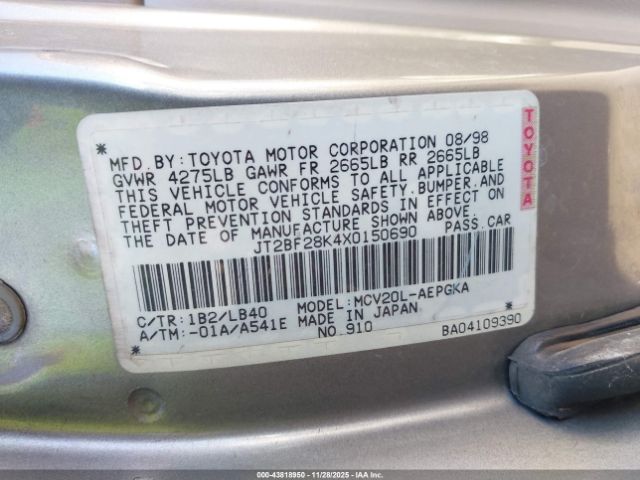 MFD.BY:TOYOTA MOTOR CORPORATION 08/98
GVWR 4275LB GAWR FR 2665LB RR 2665LB
THIS VEHICLE CONFORMS TO ALL APPLICABLE
FEDERAL MOTOR VEHICLE SAFETY,BUMPER,AND
THEFT PREVENTION STANDARDS IN EFFECT ON
THE DATE OF MANUFACTURE SHOWN ABOVE.
JT2BF28K4X0150690 PASS.CAR
C/TR:1B2/LB40 MODEL:MCV20L-AEPGKA
A/TM:-01A/A541E MADE IN JAPAN
NO.910 BA04109390
TOYOTA
00-43818950 | 11/28/2025 - IAAI.COM